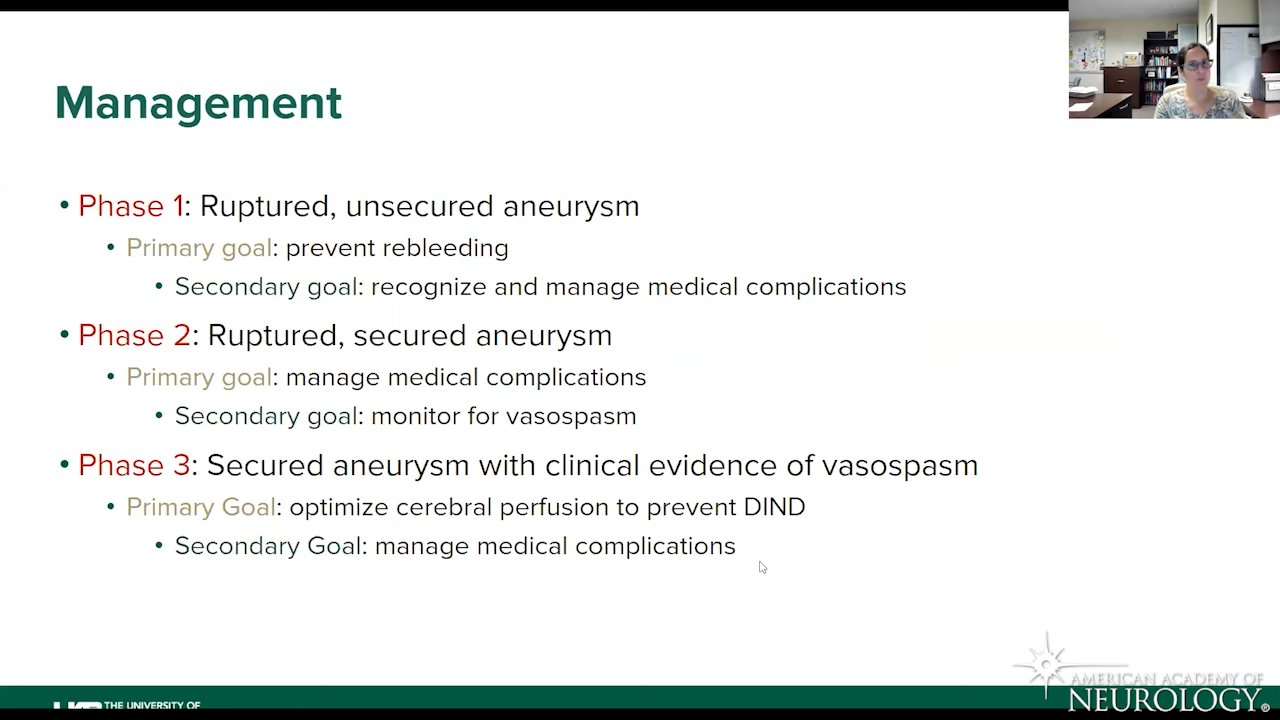 Management
• Phase 1: Ruptured, unsecured aneurysm
• Primary goal: prevent rebleeding
• Secondary goal: recognize and manage medical complications
• Phase 2: Ruptured, secured aneurysm
• Primary goal: manage medical complications
• Secondary goal: monitor for vasospasm
• Phase 3: Secured aneurysm with clinical evidence of vasospasm
• Primary Goal: optimize cerebral perfusion to prevent DIND
• Secondary Goal: manage medical complications
THE UNIVERSITY OF
AMERICAN ACADEMY OF
NEUROLOGY®